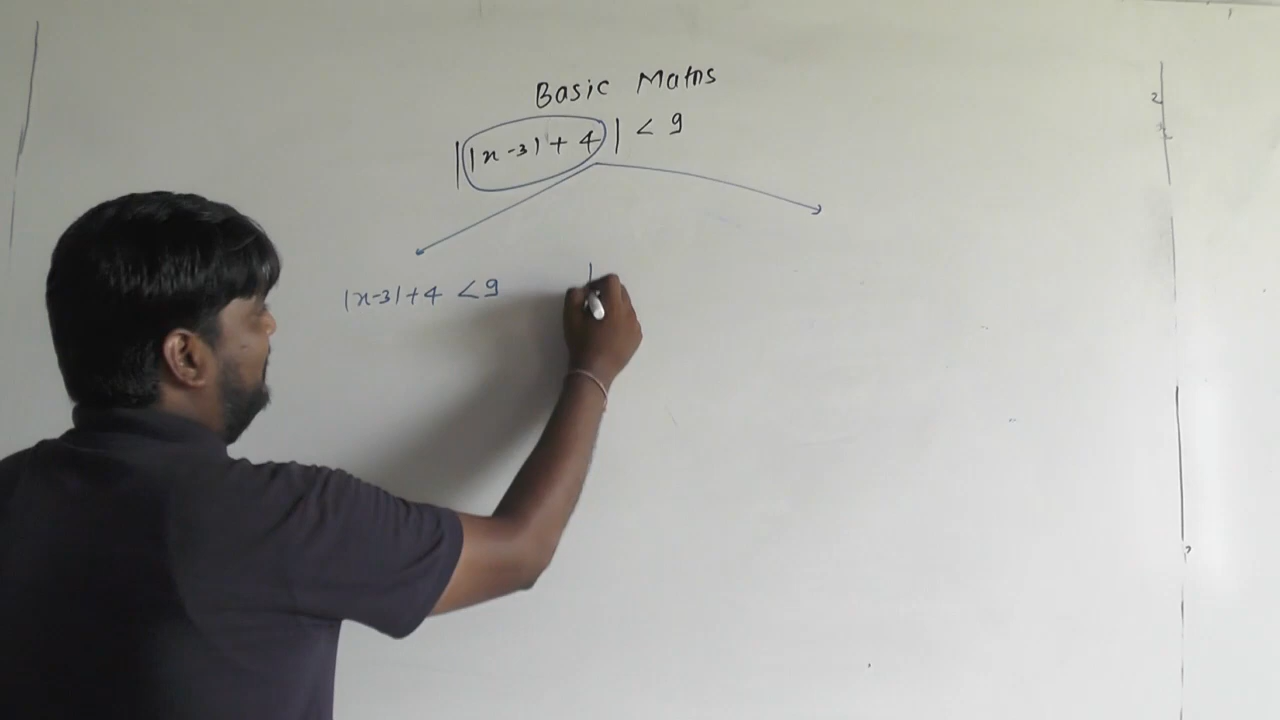 Basic Maths
||x-3|+4| < 9
|x-3|+4 < 9